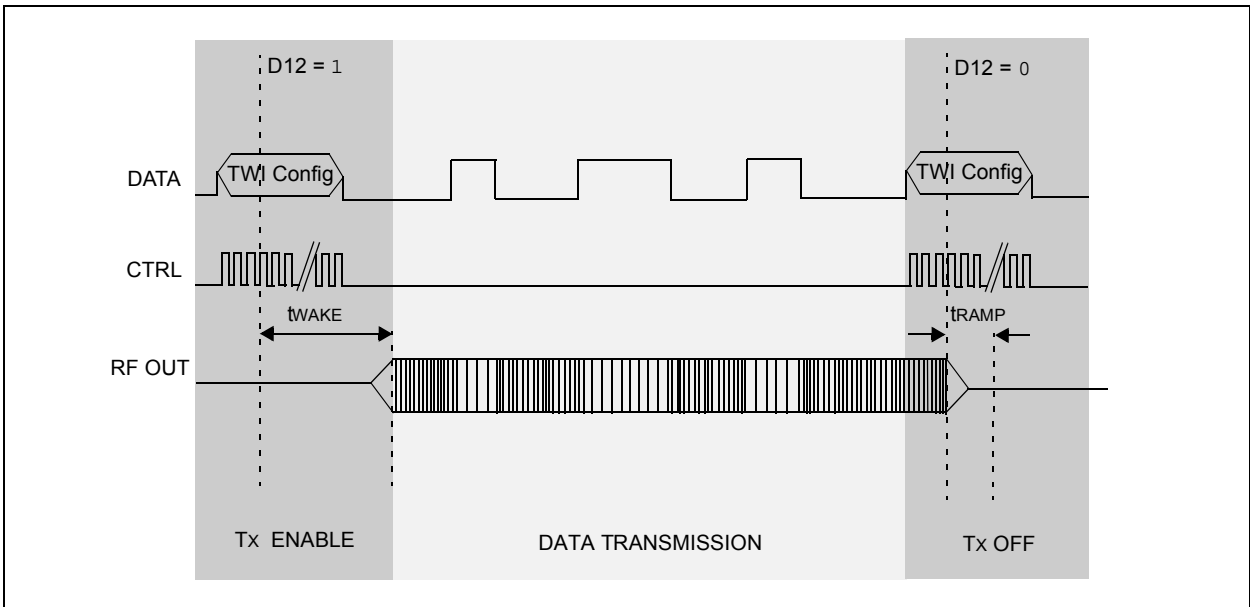 D12 = 1
D12 = 0
DATA
TWI Config
TWI Config
CTRL
tWAKE
tRAMP
RF OUT
Tx ENABLE
DATA TRANSMISSION
Tx OFF